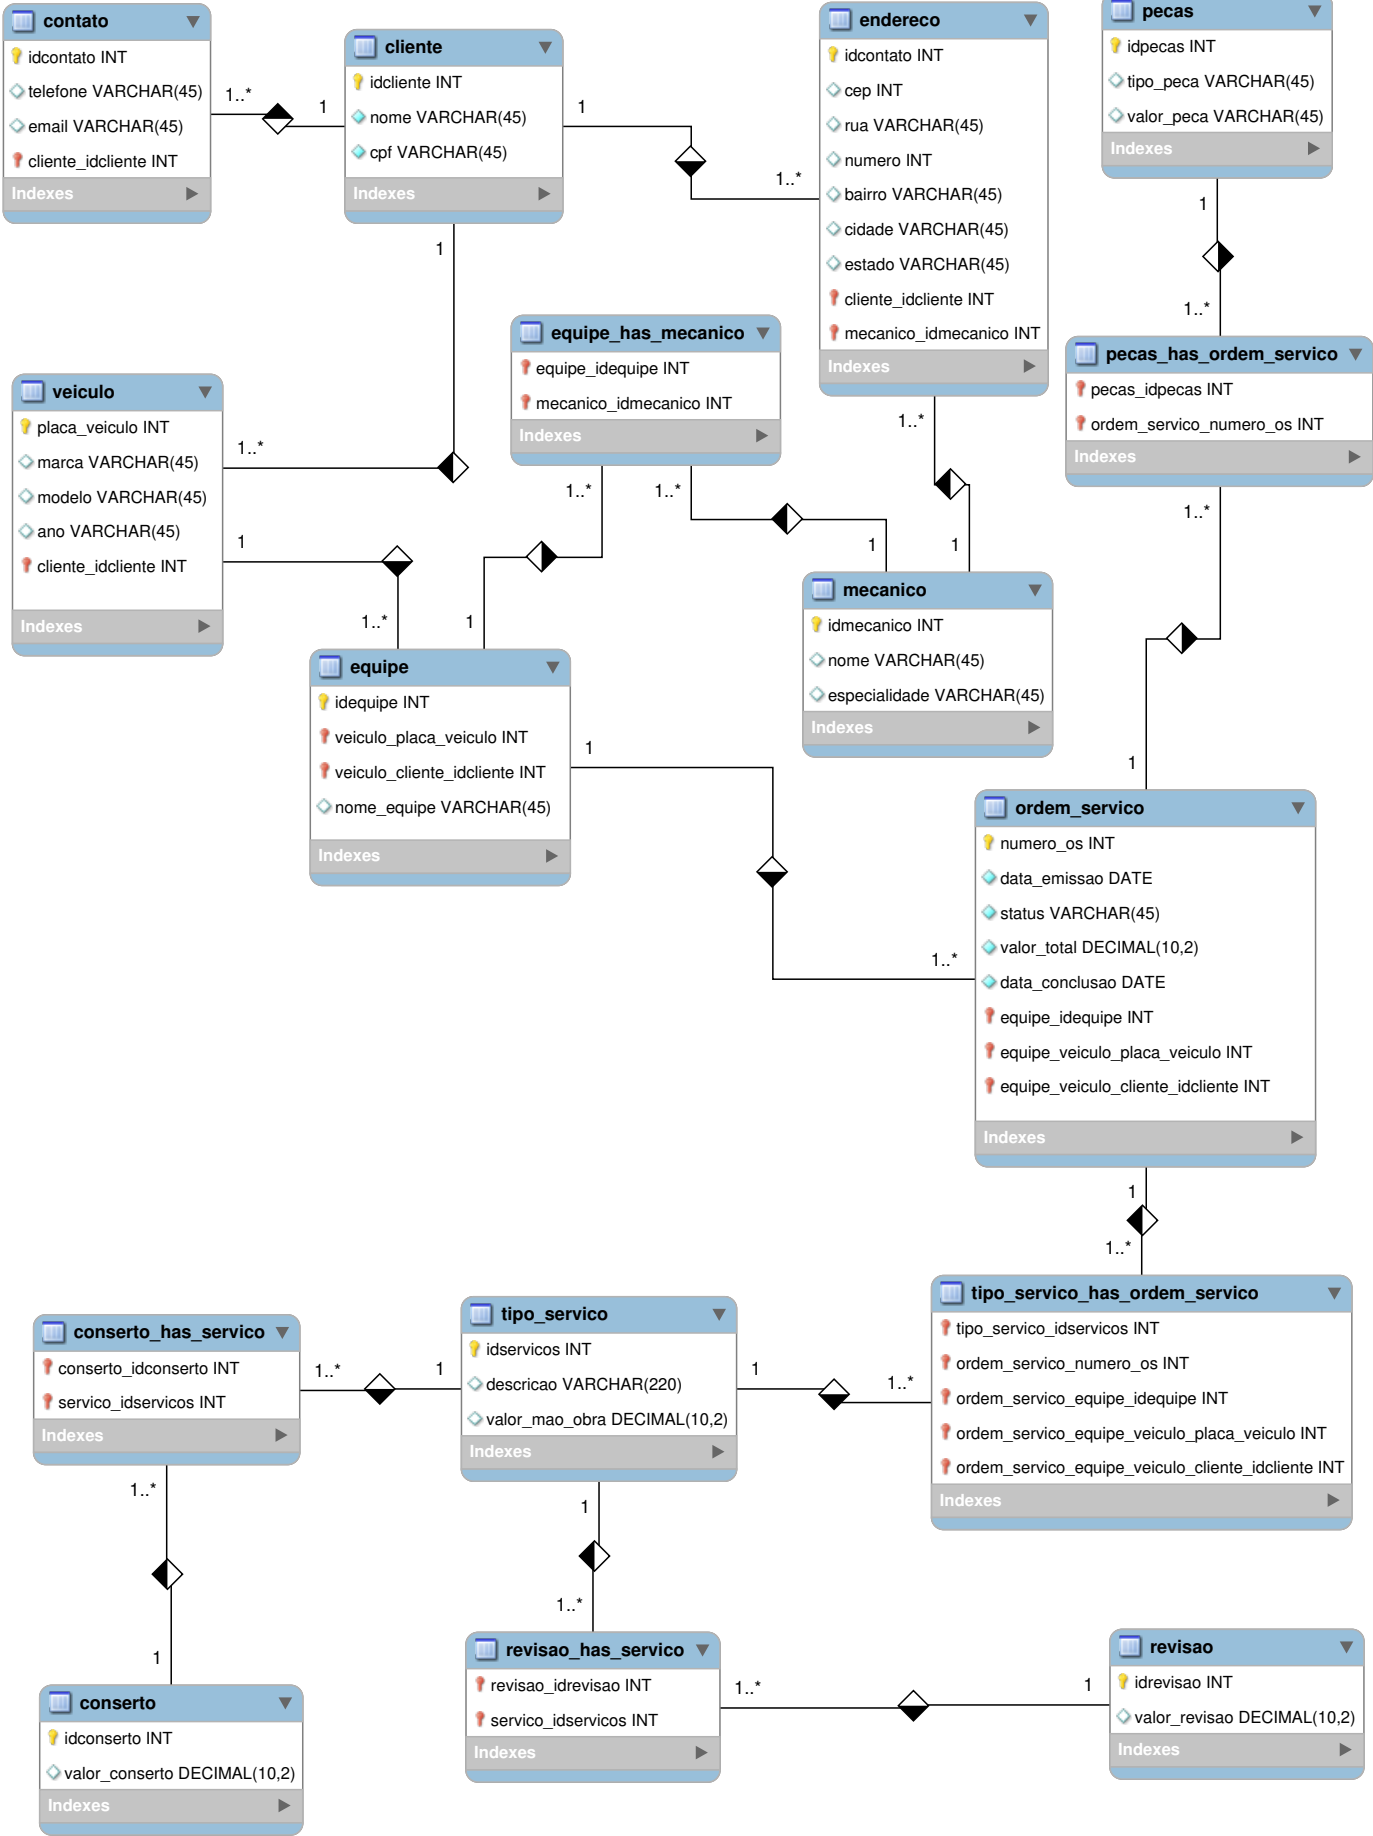 contato
idcontato INT
telefone VARCHAR(45)
email VARCHAR(45)
cliente_idcliente INT
Indexes
1..*
1
cliente
idcliente INT
nome VARCHAR(45)
cpf VARCHAR(45)
Indexes
1
1..*
1
endereco
idcontato INT
cep INT
rua VARCHAR(45)
numero INT
bairro VARCHAR(45)
cidade VARCHAR(45)
estado VARCHAR(45)
cliente_idcliente INT
mecanico_idmecanico INT
Indexes
1..*
1
pecas
idpecas INT
tipo_peca VARCHAR(45)
valor_peca VARCHAR(45)
Indexes
1
1..*
pecas_has_ordem_servico
pecas_idpecas INT
ordem_servico_numero_os INT
Indexes
1..*
1
equipe_has_mecanico
equipe_idequipe INT
mecanico_idmecanico INT
Indexes
1..*
1..*
1
1
veiculo
placa_veiculo INT
marca VARCHAR(45)
modelo VARCHAR(45)
ano VARCHAR(45)
cliente_idcliente INT
Indexes
1..*
1
1..*
mecanico
idmecanico INT
nome VARCHAR(45)
especialidade VARCHAR(45)
Indexes
equipe
idequipe INT
veiculo_placa_veiculo INT
veiculo_cliente_idcliente INT
nome_equipe VARCHAR(45)
Indexes
1
1..*
ordem_servico
numero_os INT
data_emissao DATE
status VARCHAR(45)
valor_total DECIMAL(10,2)
data_conclusao DATE
equipe_idequipe INT
equipe_veiculo_placa_veiculo INT
equipe_veiculo_cliente_idcliente INT
Indexes
1
1..*
tipo_servico_has_ordem_servico
tipo_servico_idservicos INT
ordem_servico_numero_os INT
ordem_servico_equipe_idequipe INT
ordem_servico_equipe_veiculo_placa_veiculo INT
ordem_servico_equipe_veiculo_cliente_idcliente INT
Indexes
tipo_servico
idservicos INT
descricao VARCHAR(220)
valor_mao_obra DECIMAL(10,2)
Indexes
1
1..*
1..*
1
conserto_has_servico
conserto_idconserto INT
servico_idservicos INT
Indexes
1..*
1
conserto
idconserto INT
valor_conserto DECIMAL(10,2)
Indexes
1
1..*
revisao_has_servico
revisao_idrevisao INT
servico_idservicos INT
Indexes
1..*
1
revisao
idrevisao INT
valor_revisao DECIMAL(10,2)
Indexes